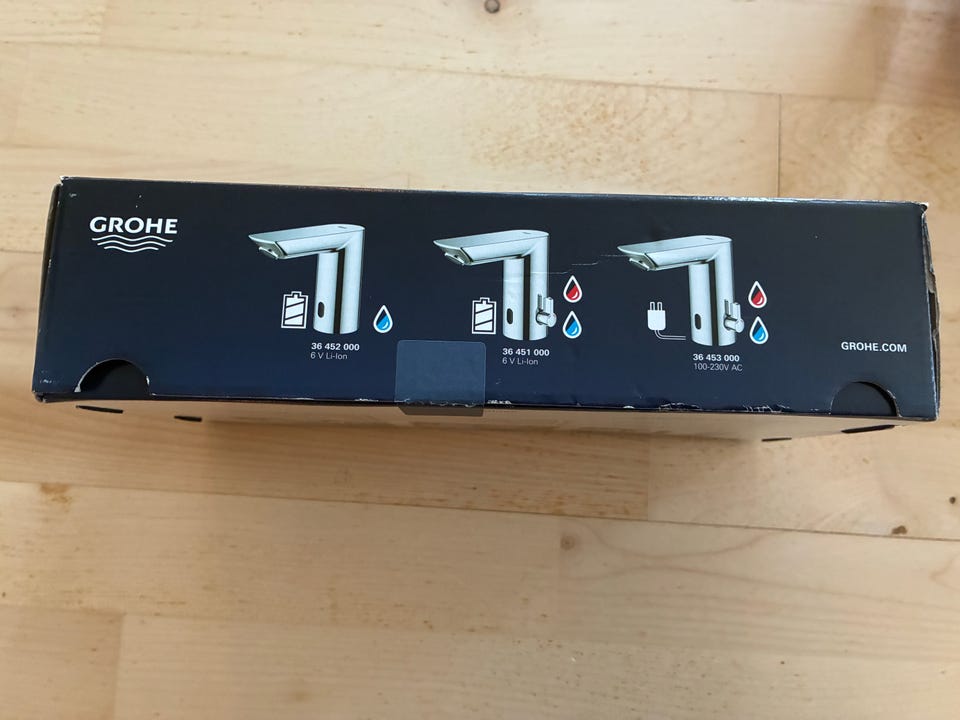 GROHE
36 452 000
6 V Li-Ion
36 451 000
6 V Li-Ion
36 453 000
100-230V AC
GROHE.COM